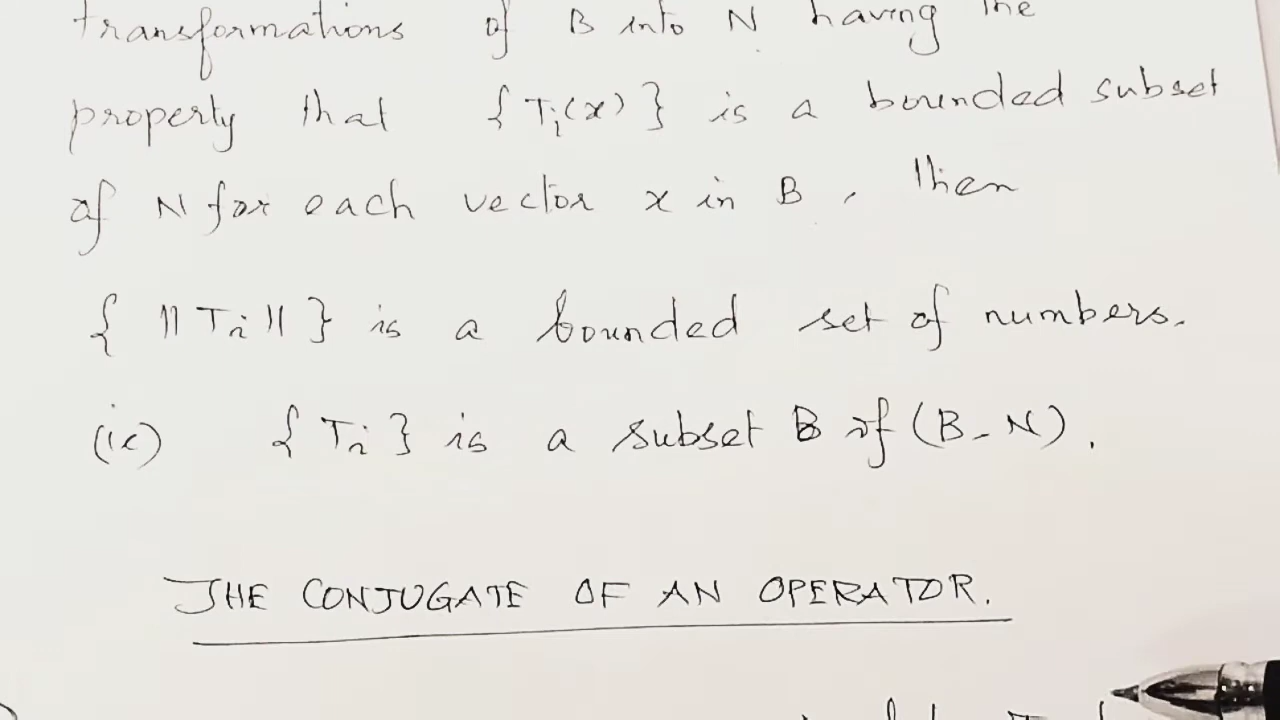 transformations of B into N having the
property that {Ti(x)} is a bounded subset
of N for each vector x in B, then
{ ||Ti|| } is a bounded set of numbers.
(ie) {Ti} is a subset B of (B-N).
THE CONJUGATE OF AN OPERATOR.